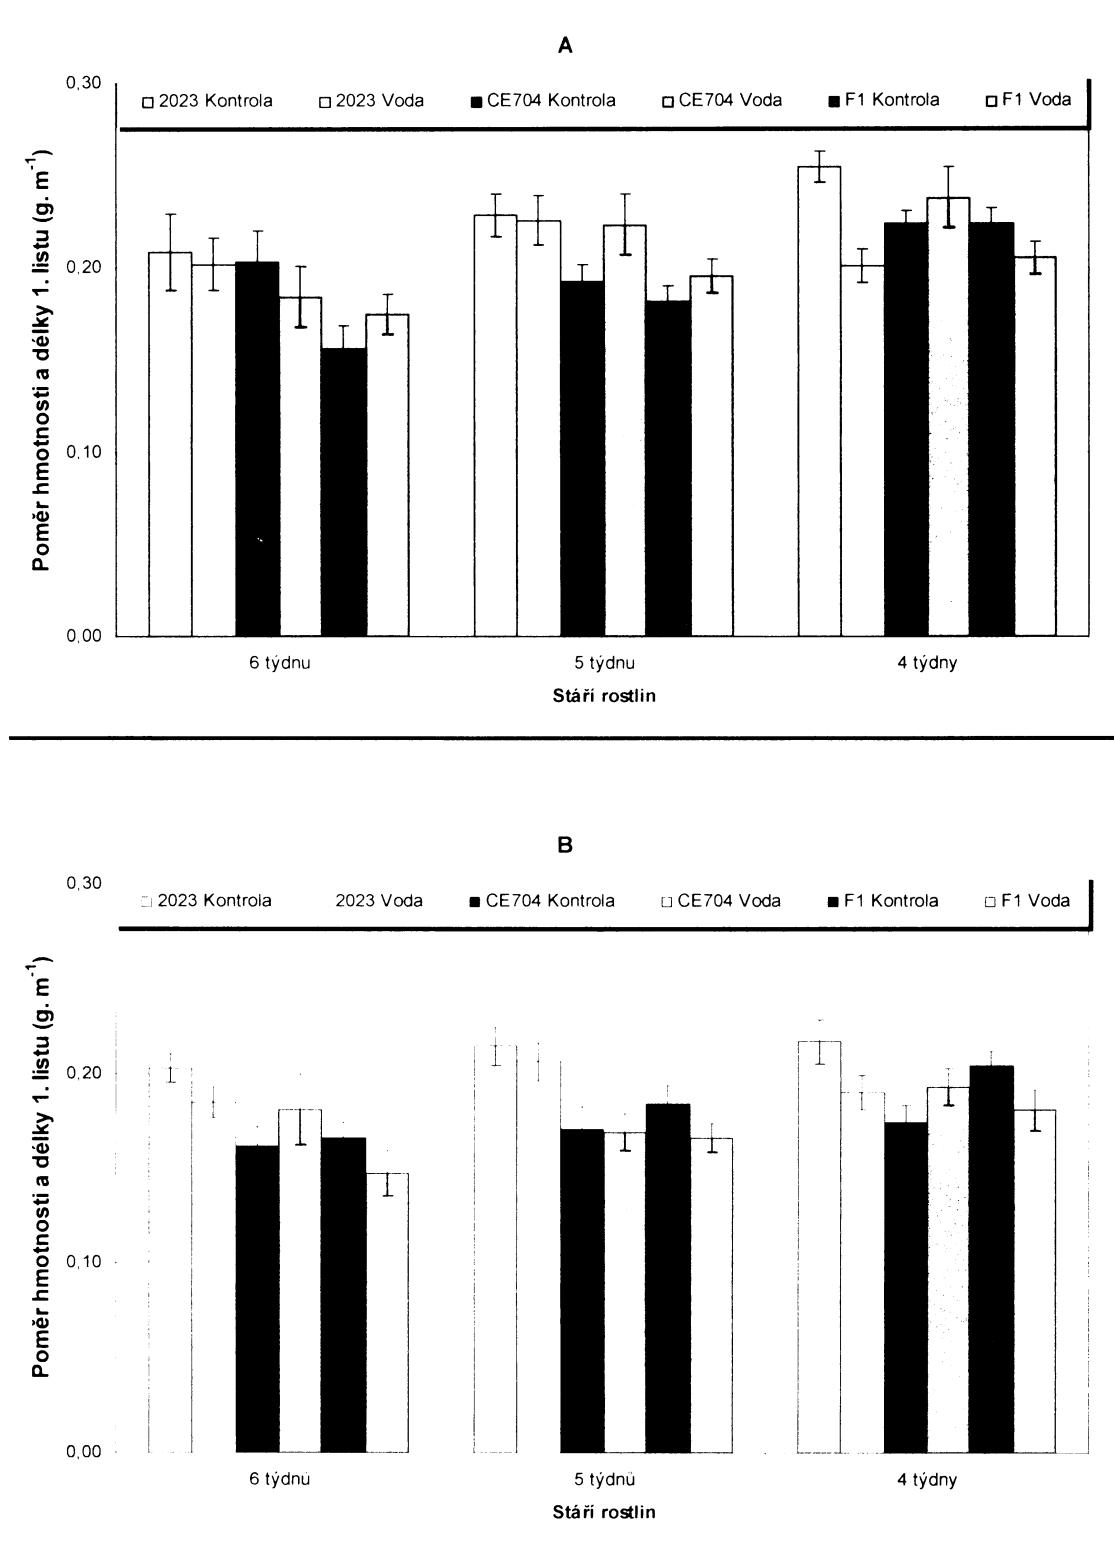 A
0,30
2023 Kontrola 2023 Voda CE704 Kontrola CE704 Voda F1 Kontrola F1 Voda
0,20
0,10
0,00
Poměr hmotnosti a délky 1. listu (g. m-1)
6 týdnu 5 týdnu 4 týdny
Stáří rostlin
B
0,30
2023 Kontrola 2023 Voda CE704 Kontrola CE704 Voda F1 Kontrola F1 Voda
0,20
0,10
0,00
Poměr hmotnosti a délky 1. listu (g. m-1)
6 týdnu 5 týdnů 4 týdny
Stáří rostlin